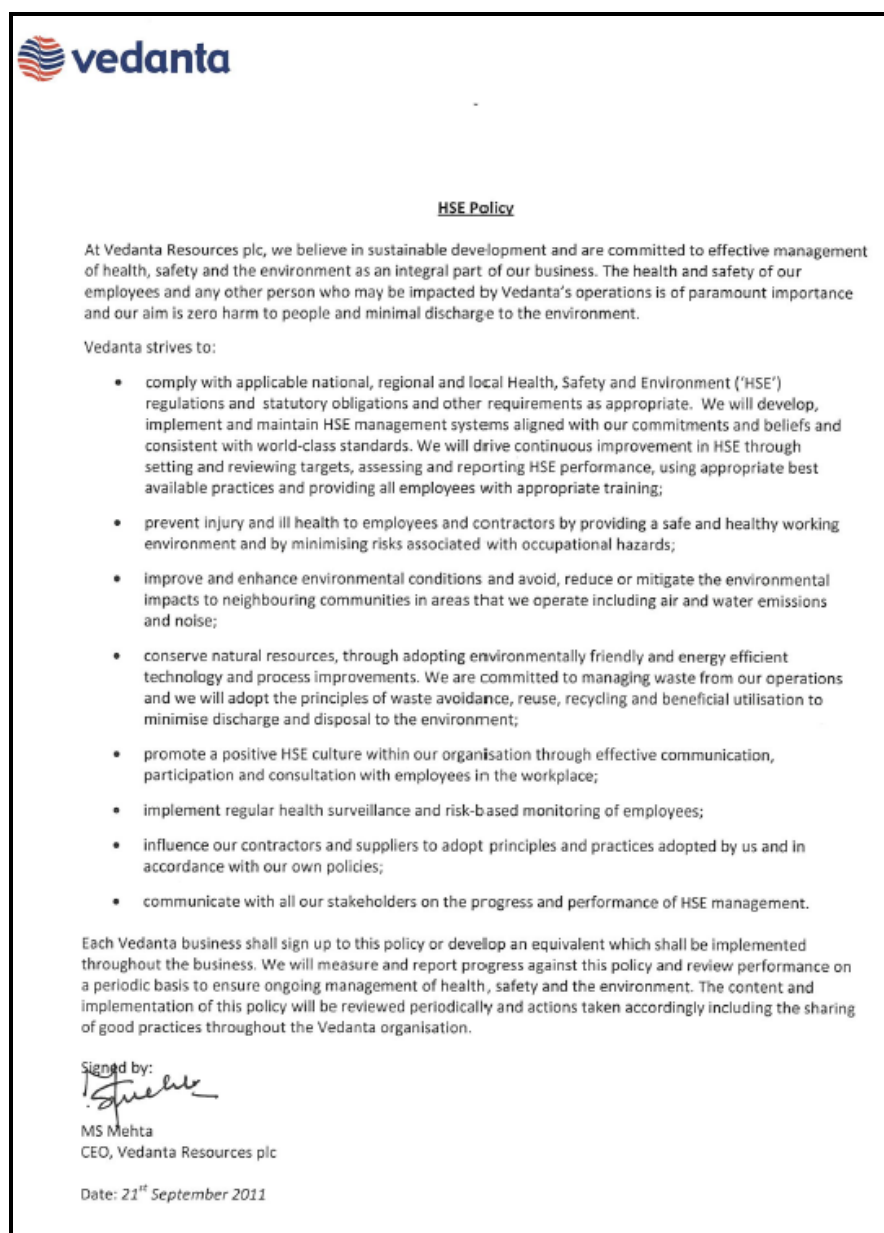 vedanta
HSE Policy
At Vedanta Resources plc, we believe in sustainable development and are committed to effective management
of health, safety and the environment as an integral part of our business. The health and safety of our
employees and any other person who may be impacted by Vedanta's operations is of paramount importance
and our aim is zero harm to people and minimal discharge to the environment.
Vedanta strives to:
• comply with applicable national, regional and local Health, Safety and Environment ('HSE')
regulations and statutory obligations and other requirements as appropriate. We will develop,
implement and maintain HSE management systems aligned with our commitments and beliefs and
consistent with world-class standards. We will drive continuous improvement in HSE through
setting and reviewing targets, assessing and reporting HSE performance, using appropriate best
available practices and providing all employees with appropriate training;
• prevent injury and ill health to employees and contractors by providing a safe and healthy working
environment and by minimising risks associated with occupational hazards;
• improve and enhance environmental conditions and avoid, reduce or mitigate the environmental
impacts to neighbouring communities in areas that we operate including air and water emissions
and noise;
• conserve natural resources, through adopting environmentally friendly and energy efficient
technology and process improvements. We are committed to managing waste from our operations
and we will adopt the principles of waste avoidance, reuse, recycling and beneficial utilisation to
minimise discharge and disposal to the environment;
• promote a positive HSE culture within our organisation through effective communication,
participation and consultation with employees in the workplace;
• implement regular health surveillance and risk-based monitoring of employees;
• influence our contractors and suppliers to adopt principles and practices adopted by us and in
accordance with our own policies;
• communicate with all our stakeholders on the progress and performance of HSE management.
Each Vedanta business shall sign up to this policy or develop an equivalent which shall be implemented
throughout the business. We will measure and report progress against this policy and review performance on
a periodic basis to ensure ongoing management of health, safety and the environment. The content and
implementation of this policy will be reviewed periodically and actions taken accordingly including the sharing
of good practices throughout the Vedanta organisation.
Signed by:
MS Mehta
CEO, Vedanta Resources plc
Date: 21st September 2011